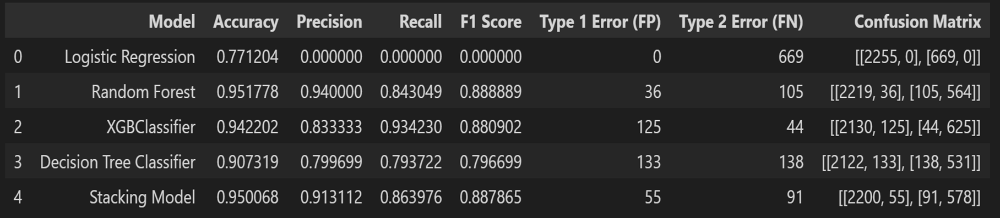 Model Accuracy Precision Recall F1 Score Type 1 Error (FP) Type 2 Error (FN) Confusion Matrix
0 Logistic Regression 0.771204 0.000000 0.000000 0.000000 0 669 [[2255, 0], [669, 0]]
1 Random Forest 0.951778 0.940000 0.843049 0.888889 36 105 [[2219, 36], [105, 564]]
2 XGBClassifier 0.942202 0.833333 0.934230 0.880902 125 44 [[2130, 125], [44, 625]]
3 Decision Tree Classifier 0.907319 0.799699 0.793722 0.796699 133 138 [[2122, 133], [138, 531]]
4 Stacking Model 0.950068 0.913112 0.863976 0.887865 55 91 [[2200, 55], [91, 578]]